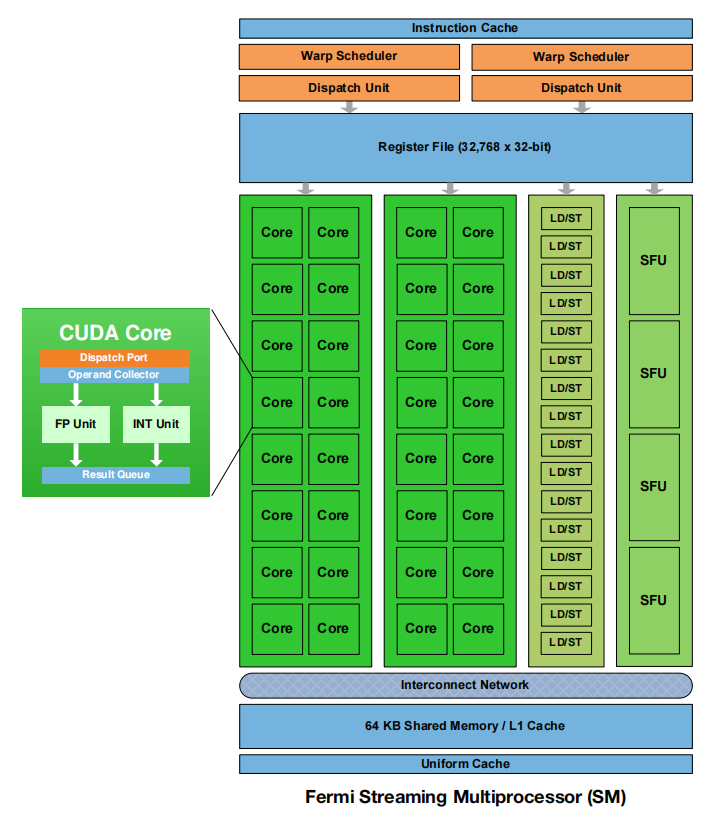 Instruction Cache
Warp Scheduler Warp Scheduler
Dispatch Unit Dispatch Unit
Register File (32,768 x 32-bit)
Core Core Core Core LD/ST SFU
LD/ST
Core Core Core Core LD/ST
LD/ST
Core Core Core Core LD/ST SFU
LD/ST
Core Core Core Core LD/ST
LD/ST
Core Core Core Core LD/ST SFU
LD/ST
Core Core Core Core LD/ST
LD/ST
Core Core Core Core LD/ST SFU
LD/ST
Core Core Core Core LD/ST
LD/ST
CUDA Core
Dispatch Port
Operand Collector
FP Unit INT Unit
Result Queue
Interconnect Network
64 KB Shared Memory / L1 Cache
Uniform Cache
Fermi Streaming Multiprocessor (SM)